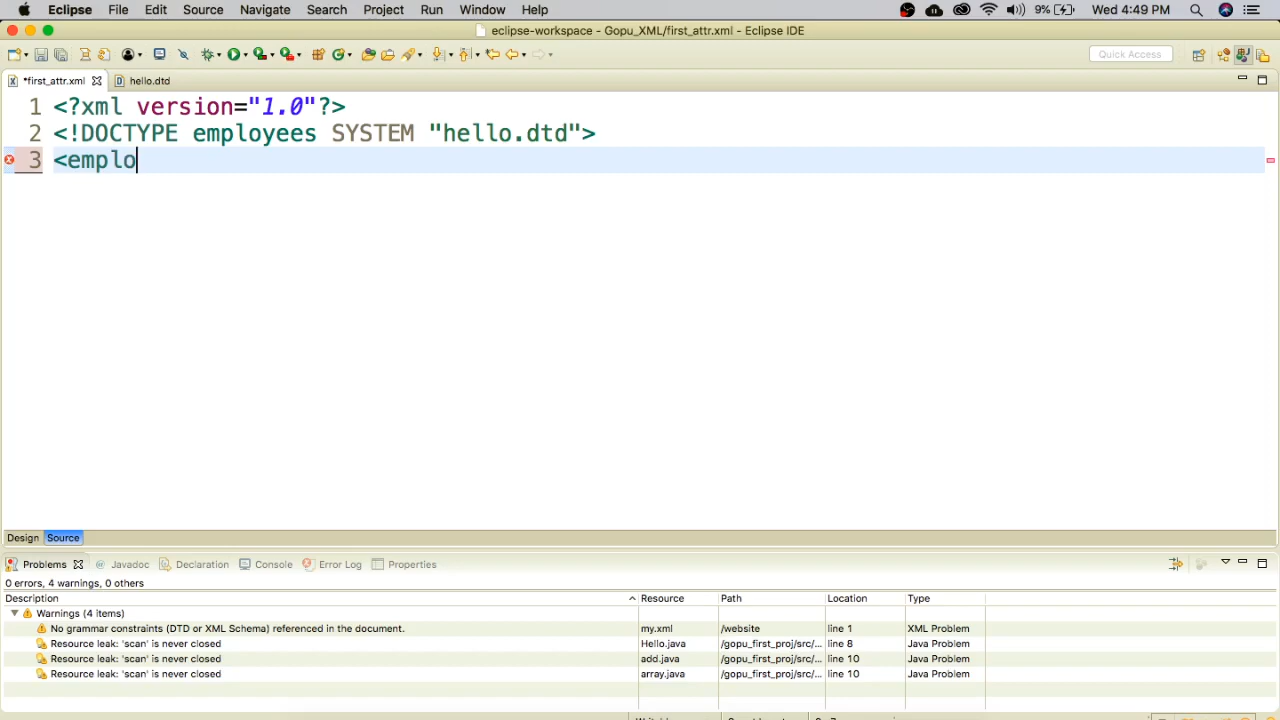 Eclipse File Edit Source Navigate Search Project Run Window Help 9% Wed 4:49 PM
eclipse-workspace - Gopu_XML/first_attr.xml - Eclipse IDE
Quick Access
*first_attr.xml hello.dtd
1 <?xml version="1.0"?>
2 <!DOCTYPE employees SYSTEM "hello.dtd">
3 <emplo
Design Source
Problems Javadoc Declaration Console Error Log Properties
0 errors, 4 warnings, 0 others
Description Resource Path Location Type
Warnings (4 items)
No grammar constraints (DTD or XML Schema) referenced in the document. my.xml /website line 1 XML Problem
Resource leak: 'scan' is never closed Hello.java /gopu_first_proj/src/... line 8 Java Problem
Resource leak: 'scan' is never closed add.java /gopu_first_proj/src/... line 10 Java Problem
Resource leak: 'scan' is never closed array.java /gopu_first_proj/src/... line 10 Java Problem